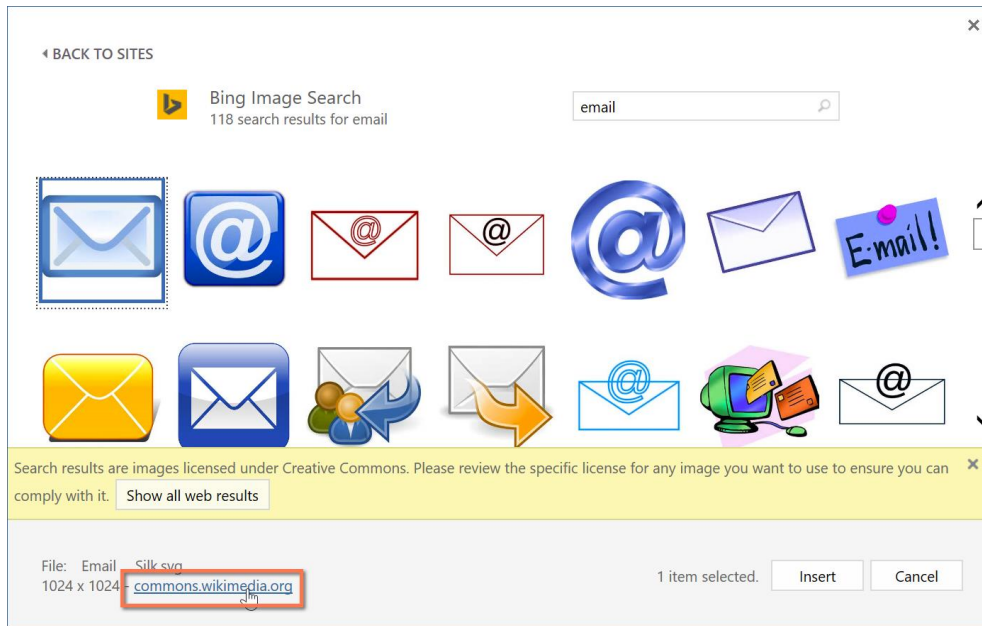 BACK TO SITES
Bing Image Search
118 search results for email
email
@ @ @ @ E-mail!
@ @
Search results are images licensed under Creative Commons. Please review the specific license for any image you want to use to ensure you can
comply with it. Show all web results
File: Email Silk.svg
1024 x 1024 - commons.wikimedia.org
1 item selected. Insert Cancel